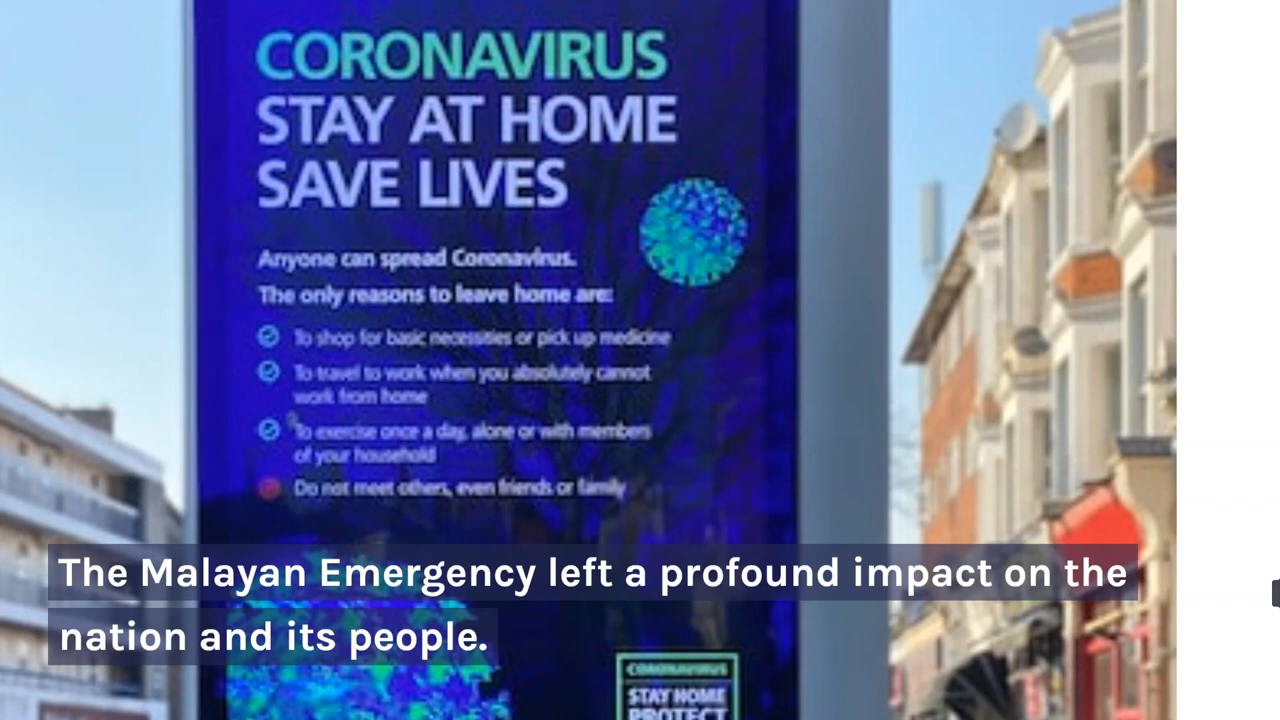 CORONAVIRUS
STAY AT HOME
SAVE LIVES
Anyone can spread Coronavirus.
The only reasons to leave home are:
To shop for basic necessities or pick up medicine
To travel to work when you absolutely cannot
work from home
To exercise once a day, alone or with members
of your household
Do not meet others, even friends or family
The Malayan Emergency left a profound impact on the
nation and its people.
CORONAVIRUS
STAY HOME
PROTECT